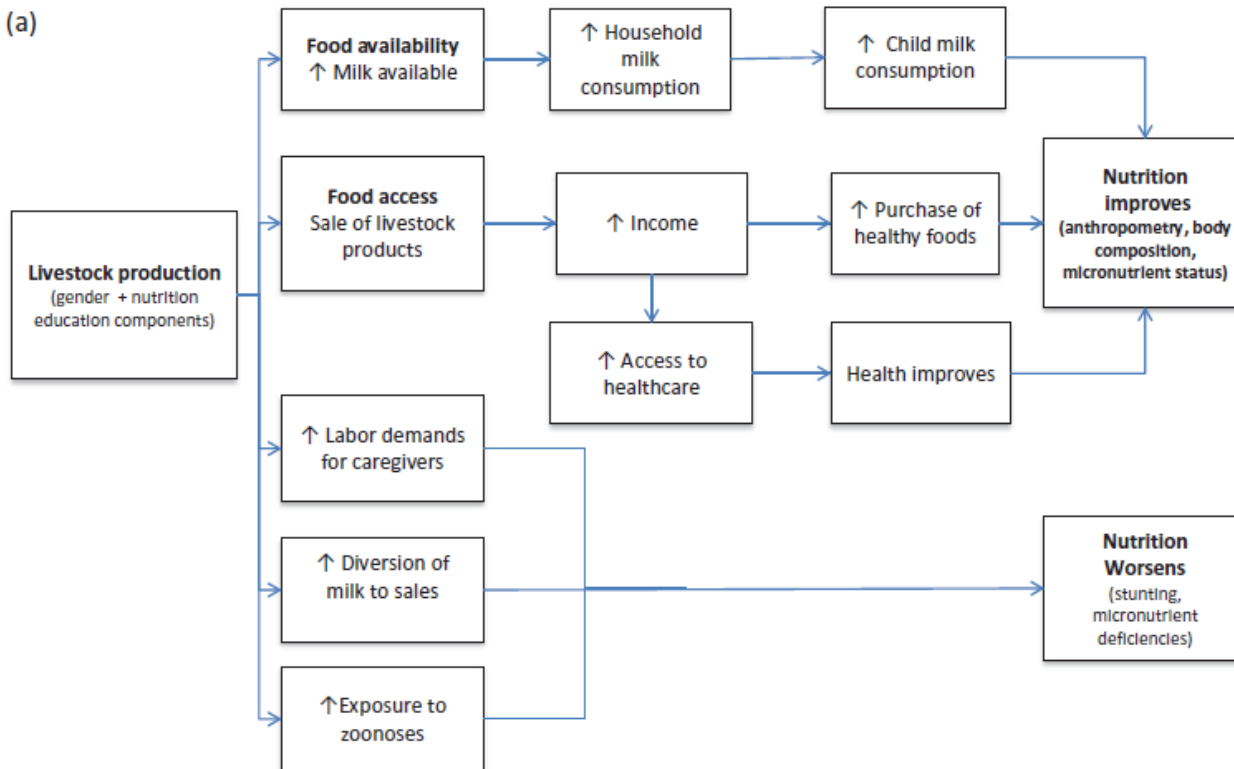 (a)
Food availability
↑ Milk available
↑ Household
milk
consumption
↑ Child milk
consumption
Food access
Sale of livestock
products
↑ Income
↑ Purchase of
healthy foods
Nutrition
improves
(anthropometry, body
composition,
micronutrient status)
Livestock production
(gender + nutrition
education components)
↑ Access to
healthcare
Health improves
↑ Labor demands
for caregivers
↑ Diversion of
milk to sales
Nutrition
Worsens
(stunting,
micronutrient
deficiencies)
↑Exposure to
zoonoses